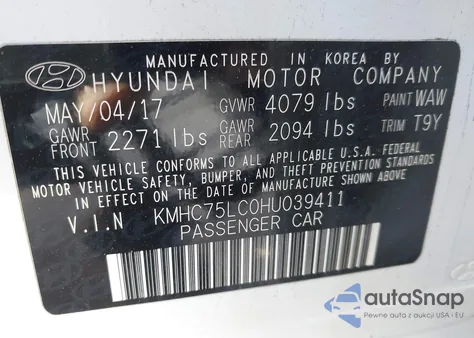 MANUFACTURED IN KOREA BY
HYUNDAI MOTOR COMPANY
MAY/04/17 GVWR 4079 lbs PAINT WAW
GAWR FRONT 2271 lbs GAWR REAR 2094 lbs TRIM T9Y
THIS VEHICLE CONFORMS TO ALL APPLICABLE U.S.A. FEDERAL
MOTOR VEHICLE SAFETY, BUMPER, AND THEFT PREVENTION
STANDARDS IN EFFECT ON THE DATE OF MANUFACTURE SHOWN ABOVE.
V.I.N KMHC75LC0HU039411
PASSENGER CAR
autoSnap
Pewne auta z aukcji USA i EU